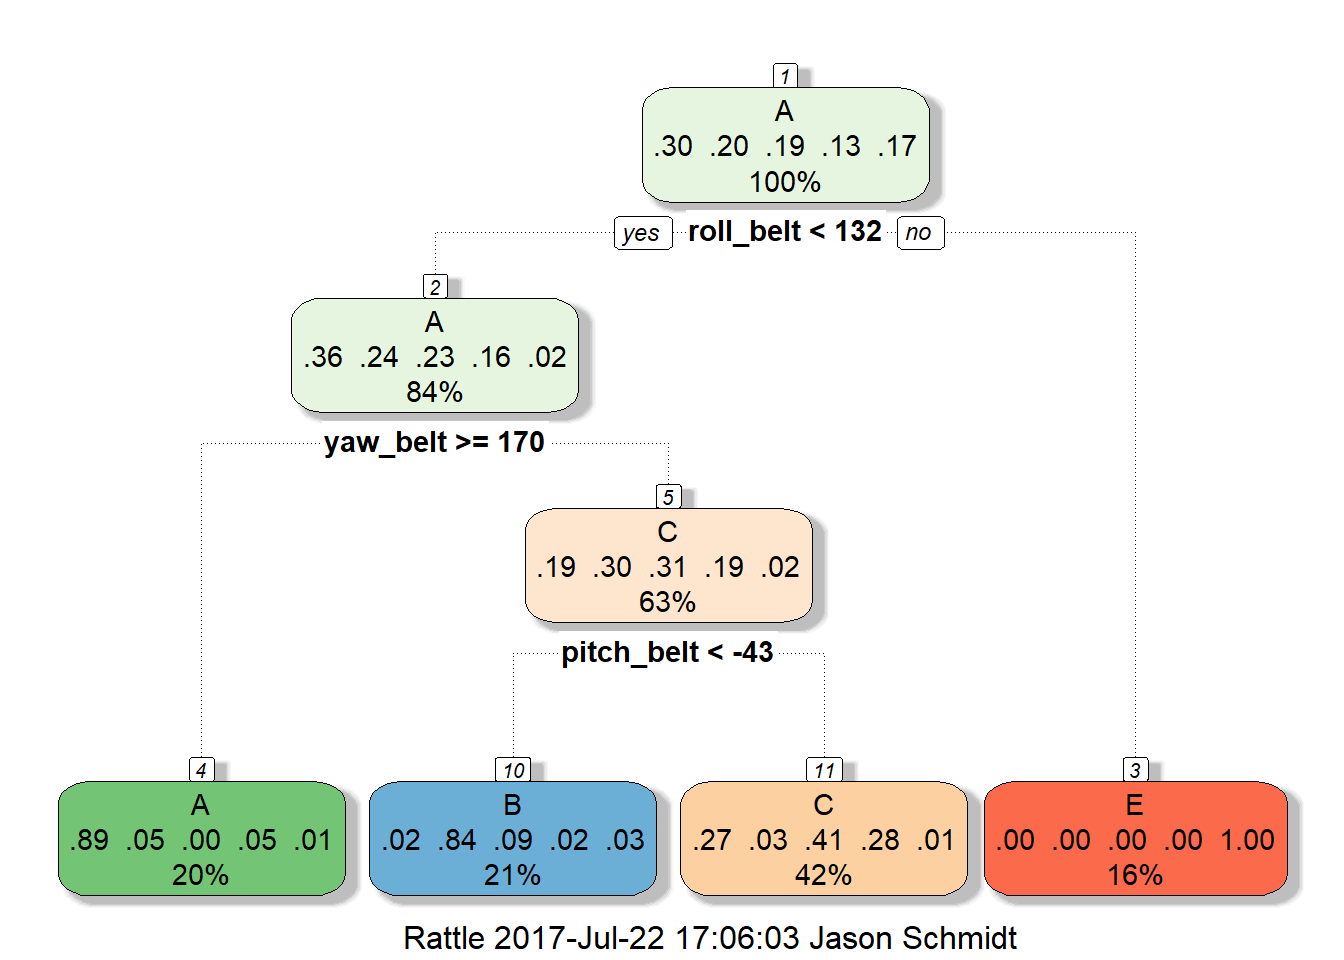 1
A
.30 .20 .19 .13 .17
100%
yes roll_belt < 132 no
2
A
.36 .24 .23 .16 .02
84%
yaw_belt >= 170
5
C
.19 .30 .31 .19 .02
63%
pitch_belt < -43
4
A
.89 .05 .00 .05 .01
20%
10
B
.02 .84 .09 .02 .03
21%
11
C
.27 .03 .41 .28 .01
42%
3
E
.00 .00 .00 .00 1.00
16%
Rattle 2017-Jul-22 17:06:03 Jason Schmidt